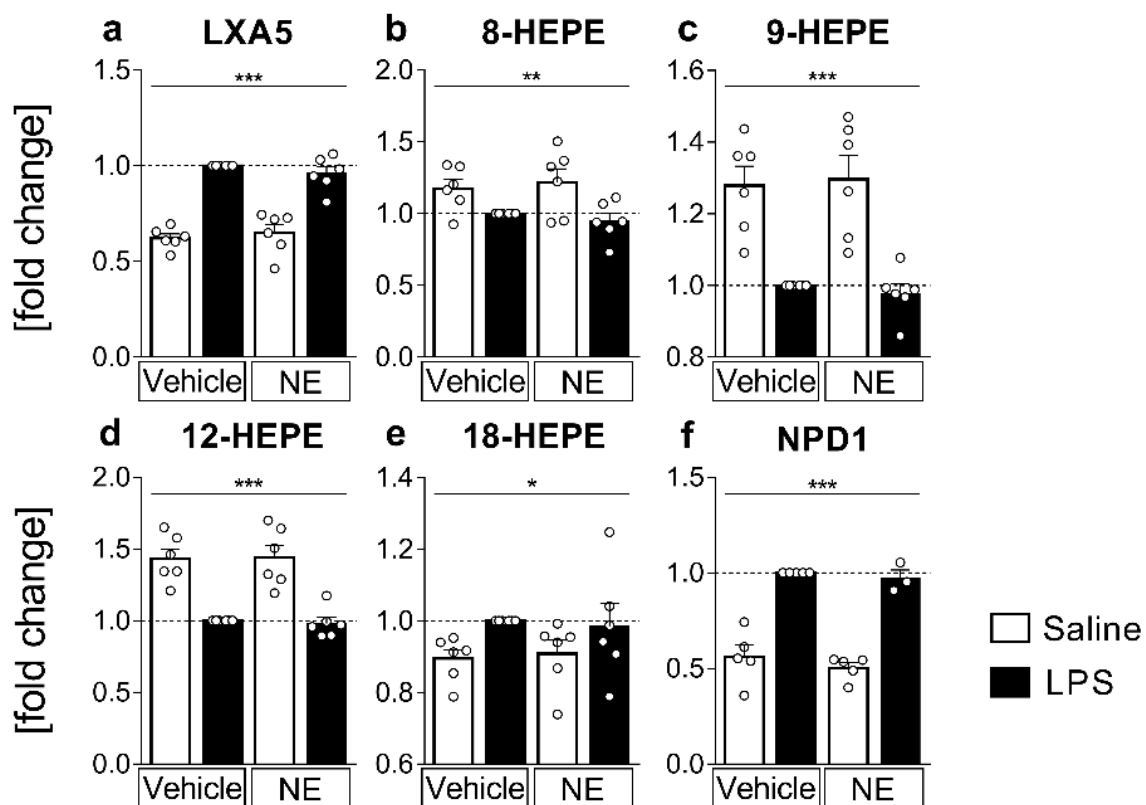 a LXA5
b 8-HEPE
c 9-HEPE
[fold change]
1.5
1.0
0.5
0.0
***
Vehicle NE
2.0
1.5
1.0
0.5
0.0
**
Vehicle NE
1.6
1.4
1.2
1.0
0.8
***
Vehicle NE
d 12-HEPE
e 18-HEPE
f NPD1
[fold change]
2.0
1.5
1.0
0.5
0.0
***
Vehicle NE
1.4
1.2
1.0
0.8
0.6
*
Vehicle NE
1.5
1.0
0.5
0.0
***
Vehicle NE
Saline
LPS